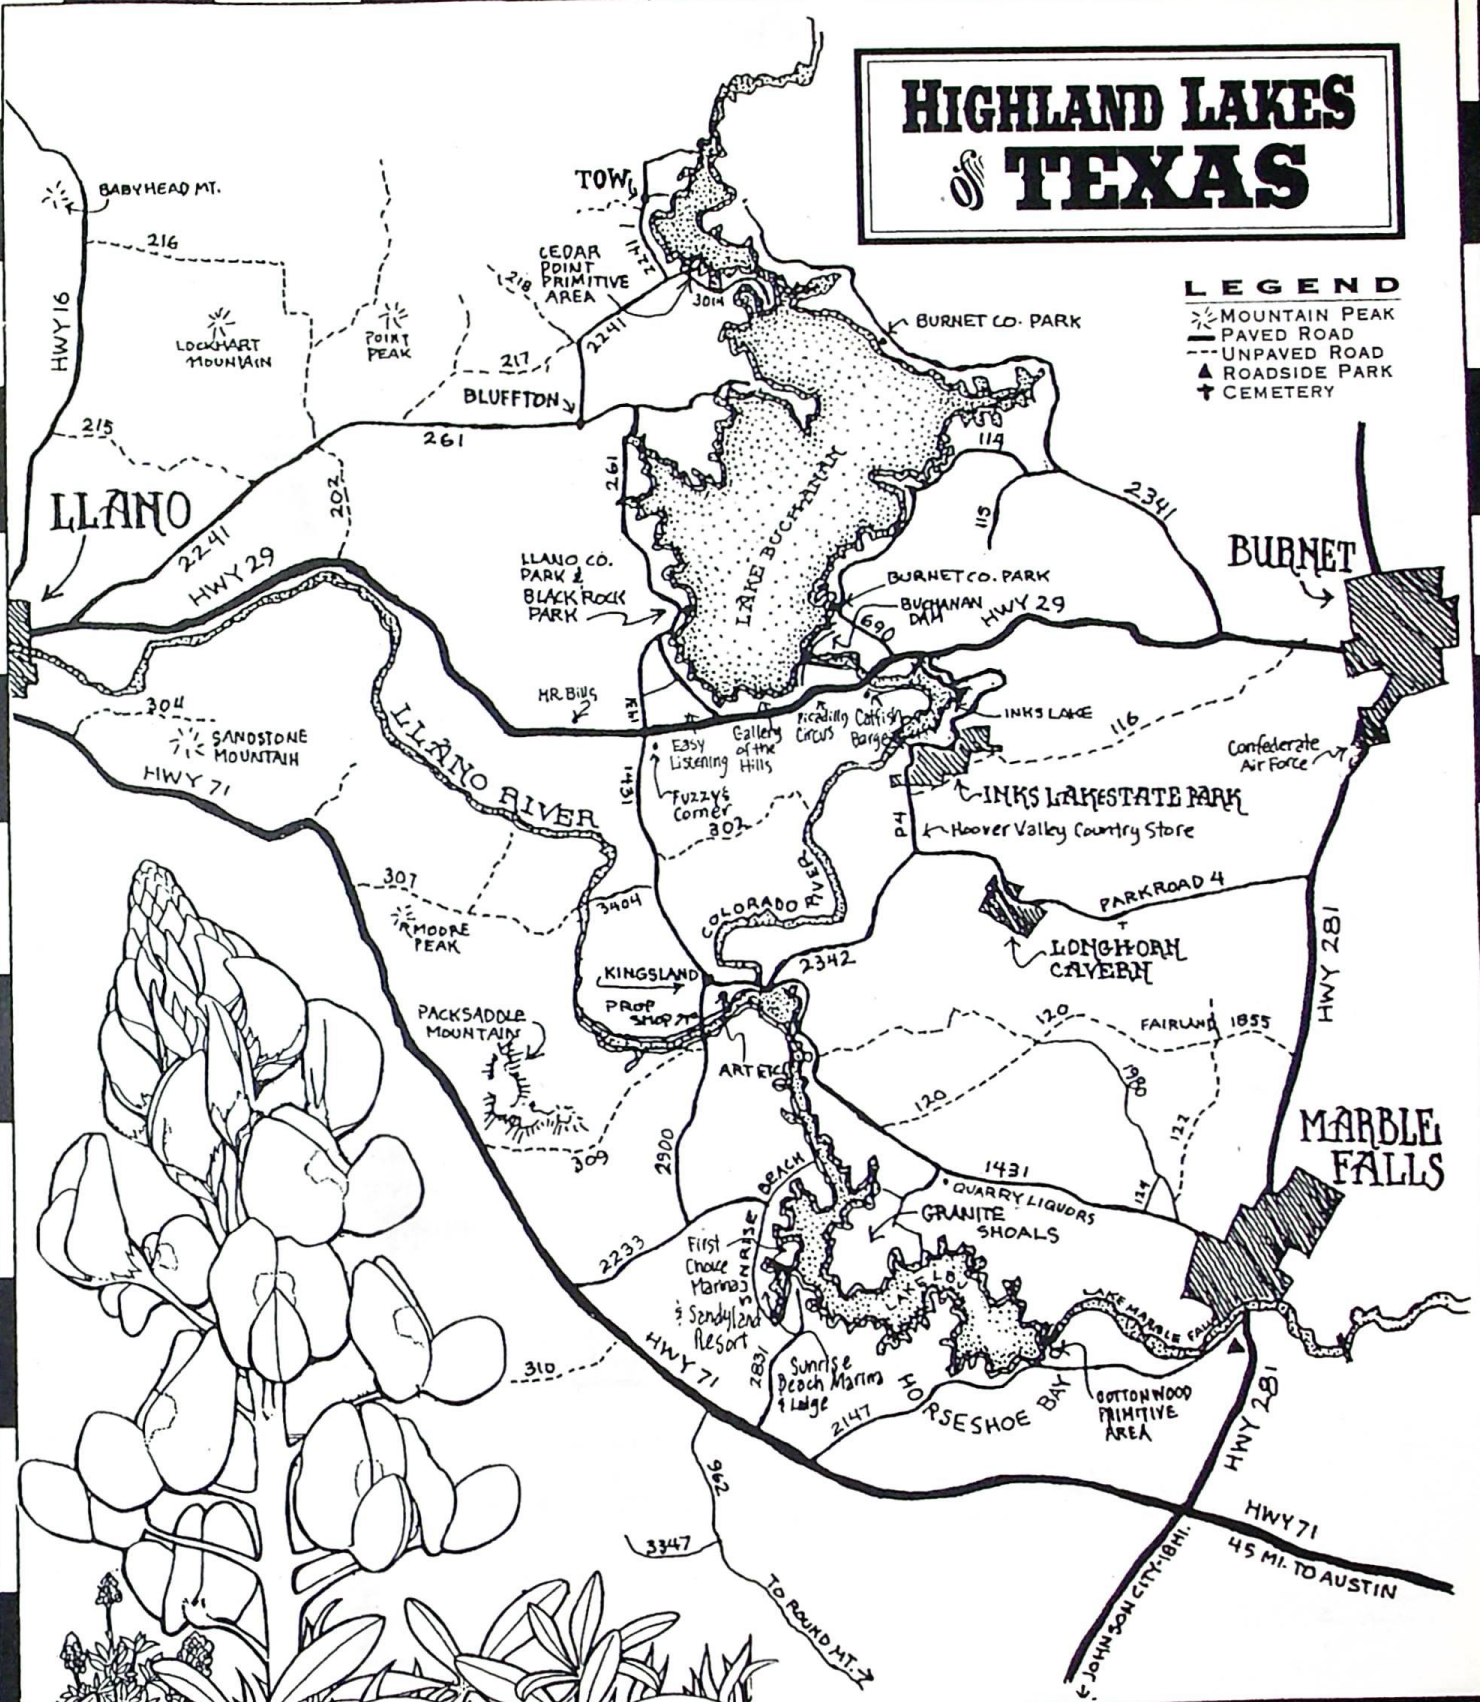 HIGHLAND LAKES
OF TEXAS
LEGEND
MOUNTAIN PEAK
PAVED ROAD
UNPAVED ROAD
ROADSIDE PARK
CEMETERY
BABYHEAD MT.
216
HWY 16
LOCKHART
MOUNTAIN
POINT
PEAK
215
TOW
2241
CEDAR
POINT
PRIMITIVE
AREA
218
3014
2241
217
BLUFFTON
261
BURNET CO. PARK
114
115
2341
LLANO
202
2241
HWY 29
261
LAKE BUCHANAN
LLANO CO.
PARK &
BLACK ROCK
PARK
BURNET CO. PARK
BUCHANAN
DAM
690
HWY 29
BURNET
304
SANDSTONE
MOUNTAIN
HWY 71
LLANO RIVER
MR. Bills
1431
Easy
Listening
Gallery
of the
Hills
Picadilly
Circus
Catfish
Barge
INKS LAKE
116
Confederate
Air Force
INKS LAKE STATE PARK
Fuzzy's
Corner
1431
302
P4
Hoover Valley Country Store
307
MOORE
PEAK
3404
COLORADO RIVER
PARK ROAD 4
LONGHORN
CAVERN
HWY 281
KINGSLAND
2342
PROP
SHOP
PACKSADDLE
MOUNTAIN
ART ETC.
120
FAIRLAND
1855
1980
120
122
309
2900
MARBLE
FALLS
BEACH
1431
QUARRY LIQUORS
124
GRANITE
SHOALS
2233
SUNRISE
First
Choice
Marina
& Sandyland
Resort
LAKE LBJ
LAKE MARBLE FALLS
310
HWY 71
2831
Sunrise
Beach Marina
& Lodge
HORSESHOE BAY
2147
COTTONWOOD
PRIMITIVE
AREA
HWY 281
962
3347
TO ROUND MT.
HWY 71
45 MI. TO AUSTIN
JOHNSON CITY-18 MI.